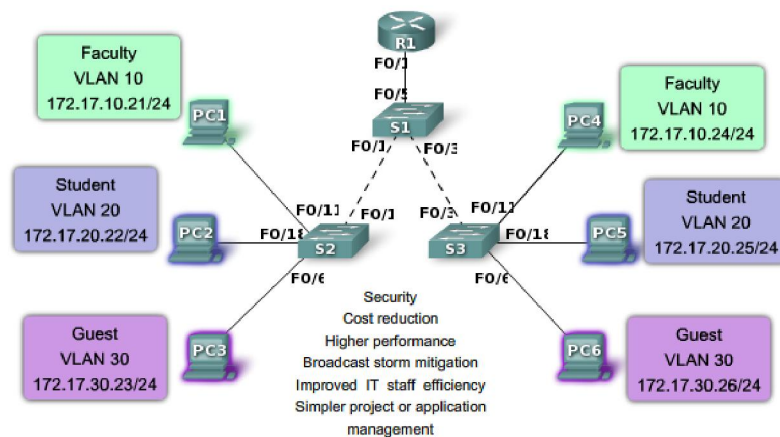 R1
F0/1
F0/5
S1
F0/1
F0/3
Faculty
VLAN 10
172.17.10.21/24
PC1
Student
VLAN 20
172.17.20.22/24
PC2
Guest
VLAN 30
172.17.30.23/24
PC3
F0/11
F0/18
F0/6
F0/1
S2
F0/3
S3
F0/11
F0/18
F0/6
PC4
Faculty
VLAN 10
172.17.10.24/24
PC5
Student
VLAN 20
172.17.20.25/24
PC6
Guest
VLAN 30
172.17.30.26/24
Security
Cost reduction
Higher performance
Broadcast storm mitigation
Improved IT staff efficiency
Simpler project or application
management